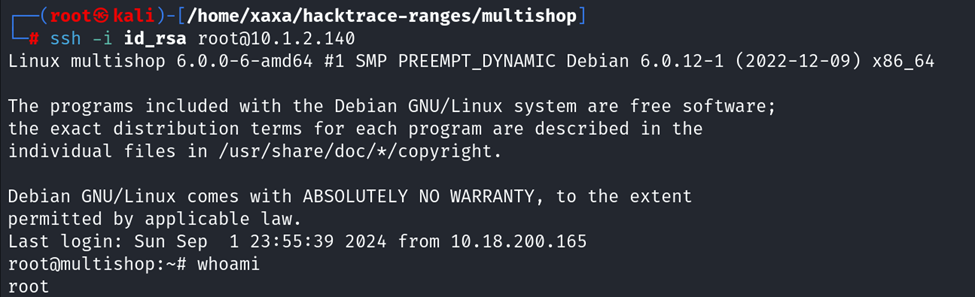 ┌──(root㉿kali)-[/home/xaxa/hacktrace-ranges/multishop]
└─# ssh -i id_rsa root@10.1.2.140
Linux multishop 6.0.0-6-amd64 #1 SMP PREEMPT_DYNAMIC Debian 6.0.12-1 (2022-12-09) x86_64

The programs included with the Debian GNU/Linux system are free software;
the exact distribution terms for each program are described in the
individual files in /usr/share/doc/*/copyright.

Debian GNU/Linux comes with ABSOLUTELY NO WARRANTY, to the extent
permitted by applicable law.
Last login: Sun Sep  1 23:55:39 2024 from 10.18.200.165
root@multishop:~# whoami
root